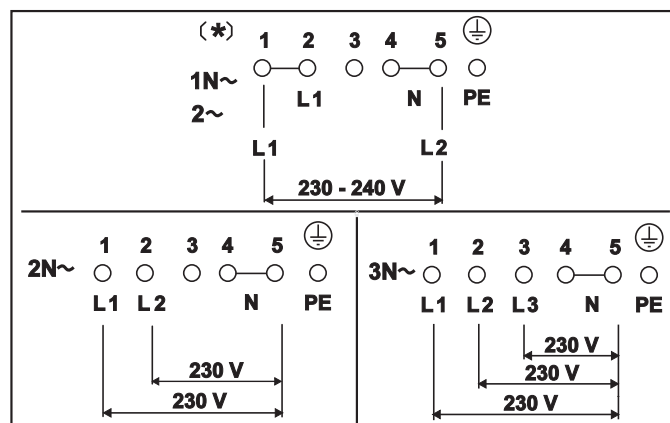 (*) 1 2 3 4 5
1N~
L1 N PE
2~
L1 L2
230 - 240 V
1 2 3 4 5
2N~
L1 L2 N PE
230 V
230 V
1 2 3 4 5
3N~
L1 L2 L3 N PE
230 V
230 V
230 V